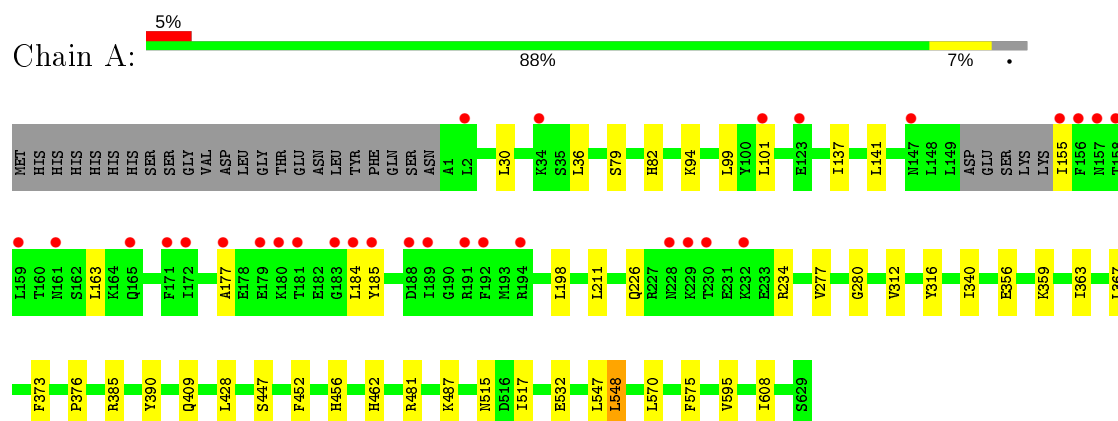 5%
Chain A:
88% 7% •
MET HIS HIS HIS HIS HIS HIS SER SER GLY VAL ASP LEU GLY THR GLU ASN LEU TYR PHE GLN SER ASN A1 L2 L30 K34 S35 L36 S79 H82 K94 L99 Y100 L101 E123 I137 L141 N147 L148 L149 ASP GLU SER LYS LYS I155 F156 N157 T158
L159 T160 N161 S162 L163 K164 Q165 F171 I172 A177 E178 E179 K180 T181 E182 G183 L184 Y185 D188 I189 G190 R191 F192 M193 R194 L198 L211 Q226 R227 N228 K229 T230 E231 K232 E233 R234 V277 G280 V312 Y316 I340 E356 K359 I363 L367
F373 P376 R385 Y390 Q409 L428 S447 F452 H456 H462 R481 K487 N515 D516 I517 E532 L547 L548 L570 F575 V595 I608 S629